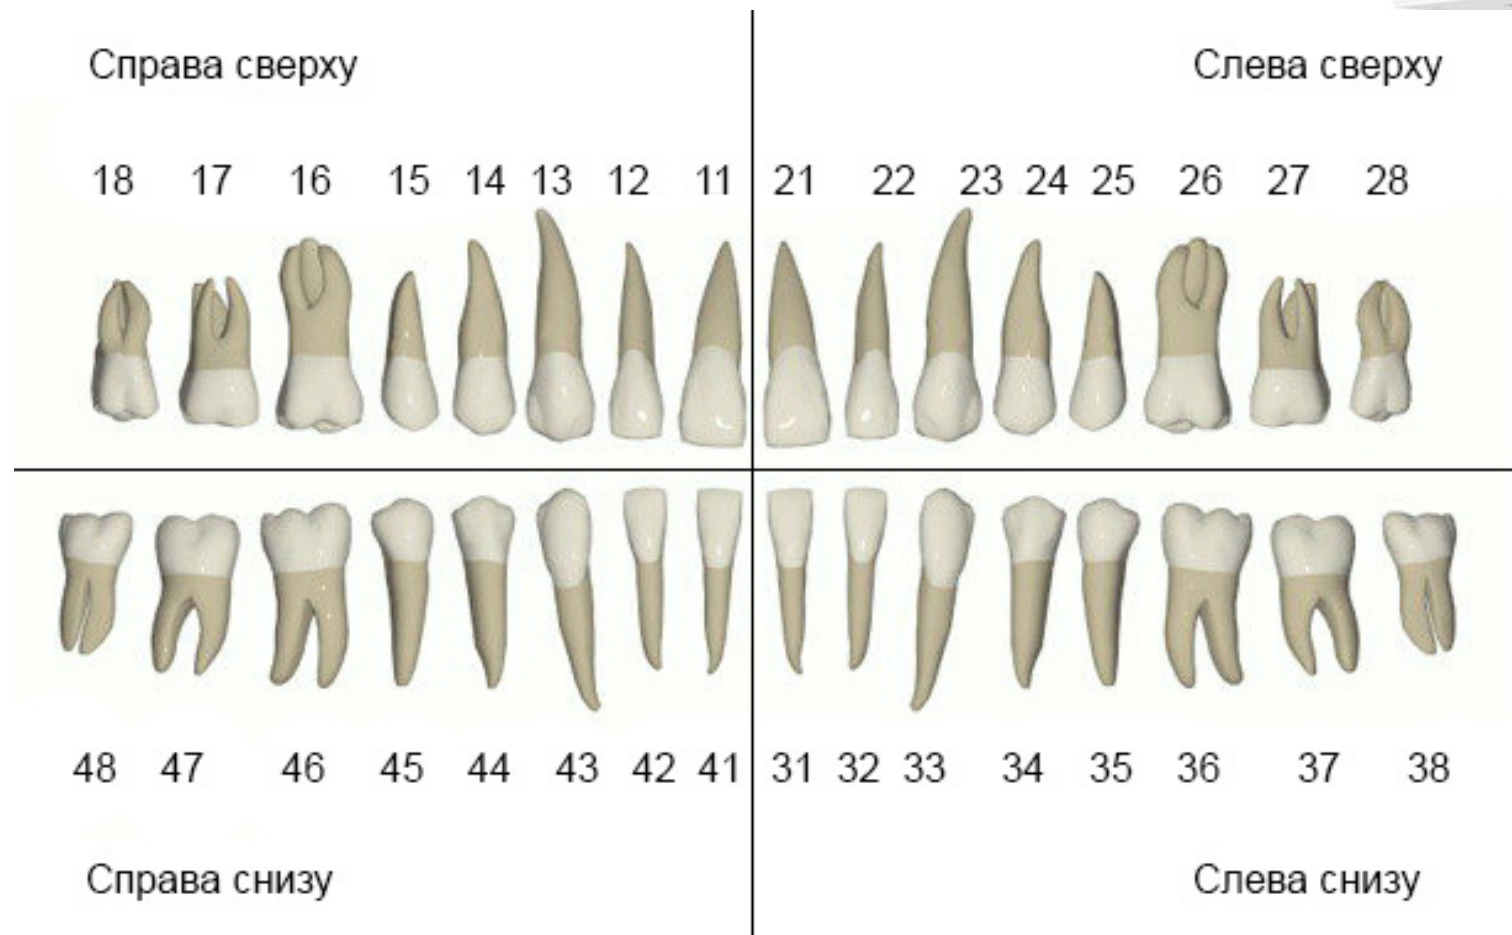 Справа сверху
Слева сверху
18 17 16 15 14 13 12 11 21 22 23 24 25 26 27 28
48 47 46 45 44 43 42 41 31 32 33 34 35 36 37 38
Справа снизу
Слева снизу